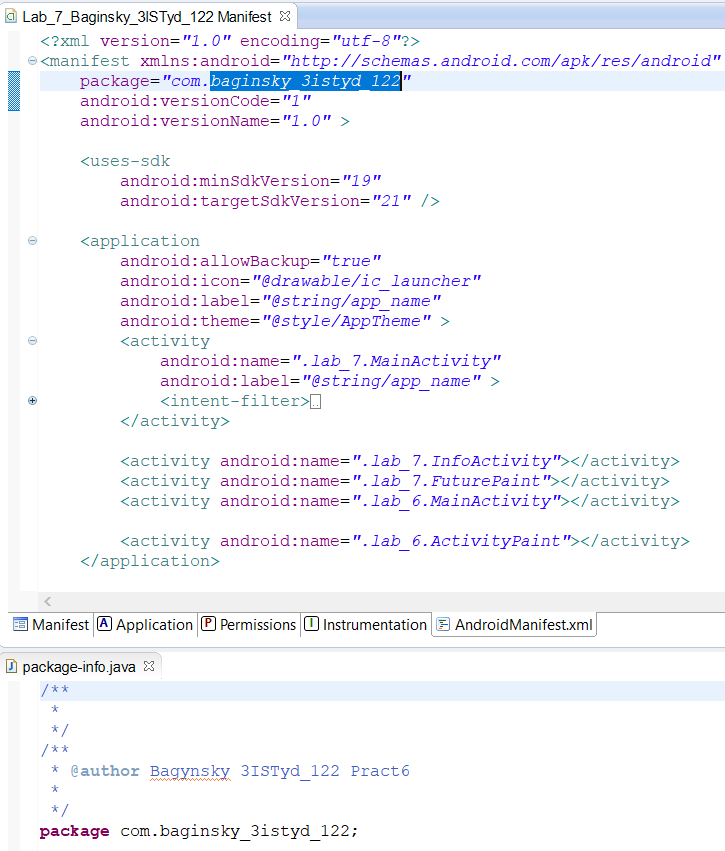 Lab_7_Baginsky_3ISTyd_122 Manifest
<?xml version="1.0" encoding="utf-8"?>
<manifest xmlns:android="http://schemas.android.com/apk/res/android"
    package="com.baginsky_3istyd_122"
    android:versionCode="1"
    android:versionName="1.0" >
    <uses-sdk
        android:minSdkVersion="19"
        android:targetSdkVersion="21" />
    <application
        android:allowBackup="true"
        android:icon="@drawable/ic_launcher"
        android:label="@string/app_name"
        android:theme="@style/AppTheme" >
        <activity
            android:name=".lab_7.MainActivity"
            android:label="@string/app_name" >
            <intent-filter>..
        </activity>
        <activity android:name=".lab_7.InfoActivity"></activity>
        <activity android:name=".lab_7.FuturePaint"></activity>
        <activity android:name=".lab_6.MainActivity"></activity>
        <activity android:name=".lab_6.ActivityPaint"></activity>
    </application>
Manifest A Application P Permissions I Instrumentation AndroidManifest.xml
J package-info.java
/**
 *
 */
/**
 * @author Bagynsky 3ISTyd_122 Pract6
 *
 */
package com.baginsky_3istyd_122;